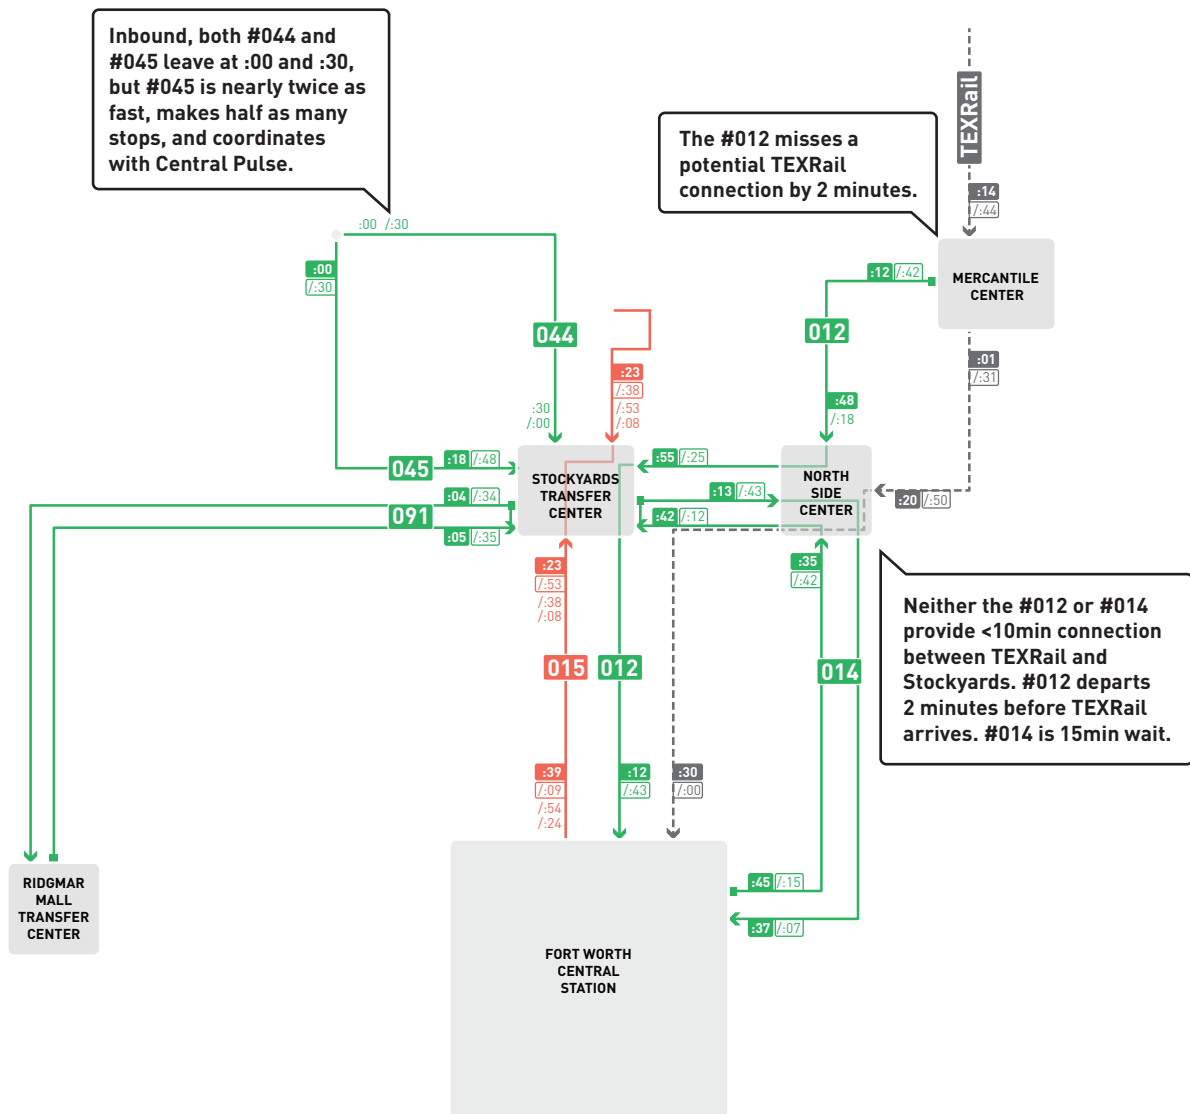 Inbound, both #044 and
#045 leave at :00 and :30,
but #045 is nearly twice as
fast, makes half as many
stops, and coordinates
with Central Pulse.
The #012 misses a
potential TEXRail
connection by 2 minutes.
TEXRail
:14
/:44
:00 /:30
:00
/:30
:12 /:42
MERCANTILE
CENTER
044
012
:01
/:31
:23
/:38
/:53
/:08
:30
/:00
:48
/:18
045
:18 /:48
STOCKYARDS
TRANSFER
CENTER
:55 /:25
NORTH
SIDE
CENTER
:04 /:34
091
:05 /:35
:13 /:43
:42 /:12
:20 /:50
:23
/:53
/:38
/:08
:35
/:42
Neither the #012 or #014
provide <10min connection
between TEXRail and
Stockyards. #012 departs
2 minutes before TEXRail
arrives. #014 is 15min wait.
015
012
014
:39
/:09
/:54
/:24
:12
/:43
:30
/:00
RIDGMAR
MALL
TRANSFER
CENTER
:45 /:15
:37 /:07
FORT WORTH
CENTRAL
STATION